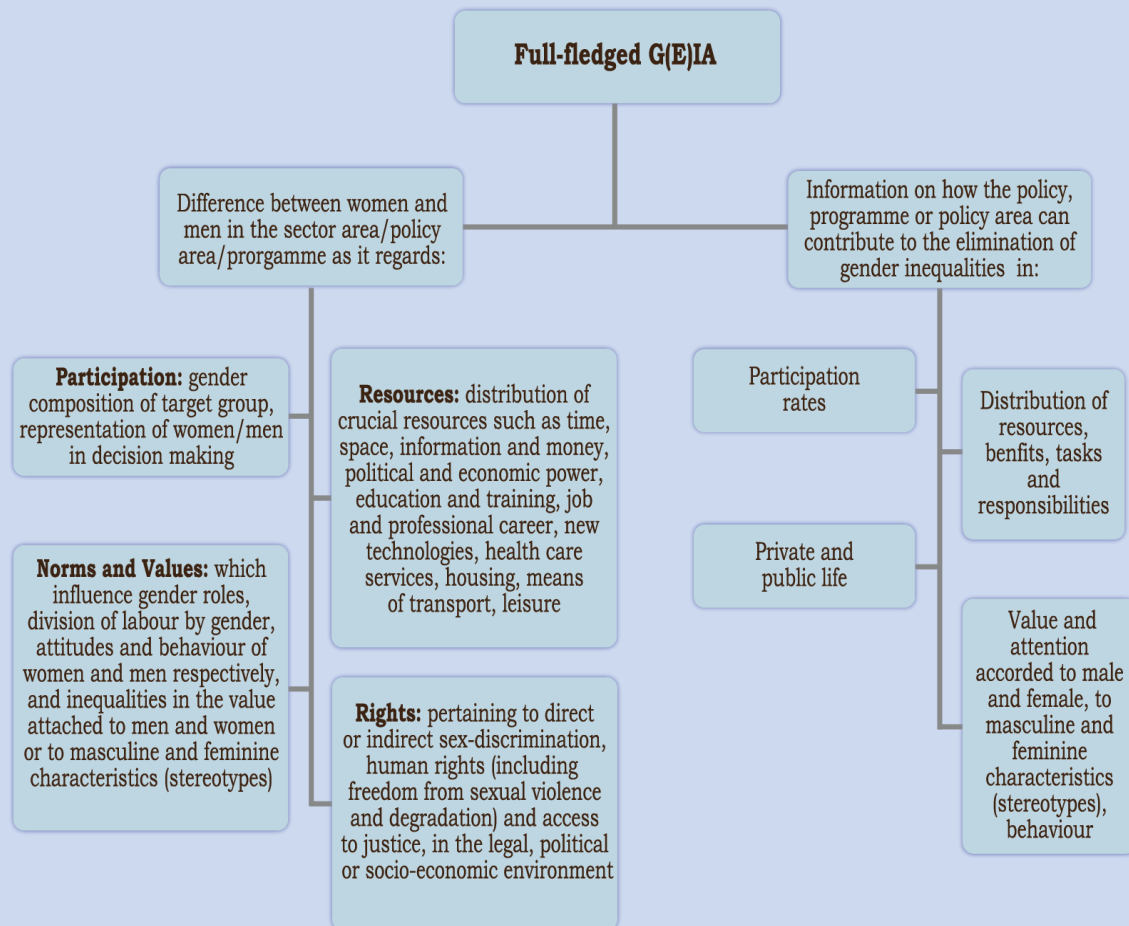 Full-fledged G(E)IA
Difference between women and
men in the sector area/policy
area/prorgamme as it regards:
Information on how the policy,
programme or policy area can
contribute to the elimination of
gender inequalities in:
Participation: gender
composition of target group,
representation of women/men
in decision making
Resources: distribution of
crucial resources such as time,
space, information and money,
political and economic power,
education and training, job
and professional career, new
technologies, health care
services, housing, means
of transport, leisure
Norms and Values: which
influence gender roles,
division of labour by gender,
attitudes and behaviour of
women and men respectively,
and inequalities in the value
attached to men and women
or to masculine and feminine
characteristics (stereotypes)
Rights: pertaining to direct
or indirect sex-discrimination,
human rights (including
freedom from sexual violence
and degradation) and access
to justice, in the legal, political
or socio-economic environment
Participation
rates
Distribution of
resources,
benfits, tasks
and
responsibilities
Private and
public life
Value and
attention
accorded to male
and female, to
masculine and
feminine
characteristics
(stereotypes),
behaviour